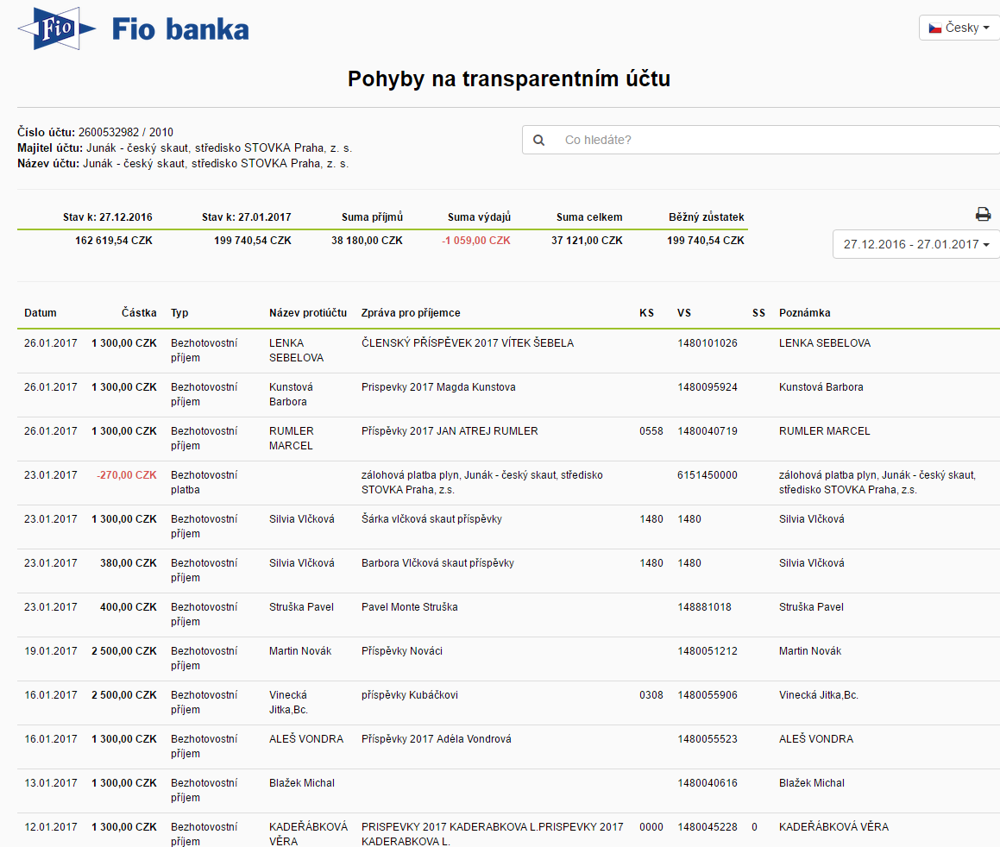 Fio Fio banka
Česky
Pohyby na transparentním účtu
Číslo účtu: 2600532982 / 2010
Majitel účtu: Junák - český skaut, středisko STOVKA Praha, z. s.
Název účtu: Junák - český skaut, středisko STOVKA Praha, z. s.
Co hledáte?
Stav k: 27.12.2016 Stav k: 27.01.2017 Suma příjmů Suma výdajů Suma celkem Běžný zůstatek
162 619,54 CZK 199 740,54 CZK 38 180,00 CZK -1 059,00 CZK 37 121,00 CZK 199 740,54 CZK
27.12.2016 - 27.01.2017
Datum Částka Typ Název protiúčtu Zpráva pro příjemce KS VS SS Poznámka
26.01.2017 1 300,00 CZK Bezhotovostní LENKA ČLENSKÝ PŘÍSPĚVEK 2017 VÍTEK ŠEBELA 1480101026 LENKA SEBELOVA
příjem SEBELOVA
26.01.2017 1 300,00 CZK Bezhotovostní Kunstová Prispevky 2017 Magda Kunstova 1480095924 Kunstová Barbora
příjem Barbora
26.01.2017 1 300,00 CZK Bezhotovostní RUMLER Příspěvky 2017 JAN ATREJ RUMLER 0558 1480040719 RUMLER MARCEL
příjem MARCEL
23.01.2017 -270,00 CZK Bezhotovostní zálohová platba plyn, Junák - český skaut, středisko 6151450000 zálohová platba plyn, Junák - český skaut,
platba STOVKA Praha, z.s. středisko STOVKA Praha, z.s.
23.01.2017 1 300,00 CZK Bezhotovostní Silvia Vlčková Šárka vlčková skaut příspěvky 1480 1480 Silvia Vlčková
příjem
23.01.2017 380,00 CZK Bezhotovostní Silvia Vlčková Barbora Vlčková skaut příspěvky 1480 1480 Silvia Vlčková
příjem
23.01.2017 400,00 CZK Bezhotovostní Struška Pavel Pavel Monte Struška 148881018 Struška Pavel
příjem
19.01.2017 2 500,00 CZK Bezhotovostní Martin Novák Příspěvky Nováci 1480051212 Martin Novák
příjem
16.01.2017 2 500,00 CZK Bezhotovostní Vinecká příspěvky Kubáčkovi 0308 1480055906 Vinecká Jitka,Bc.
příjem Jitka,Bc.
16.01.2017 1 300,00 CZK Bezhotovostní ALEŠ VONDRA Příspěvky 2017 Adéla Vondrová 1480055523 ALEŠ VONDRA
příjem
13.01.2017 1 300,00 CZK Bezhotovostní Blažek Michal 1480040616 Blažek Michal
příjem
12.01.2017 1 300,00 CZK Bezhotovostní KADEŘÁBKOVÁ PRISPEVKY 2017 KADERABKOVA L.PRISPEVKY 2017 0000 1480045228 0 KADEŘÁBKOVÁ VĚRA
příjem VĚRA KADERABKOVA L.